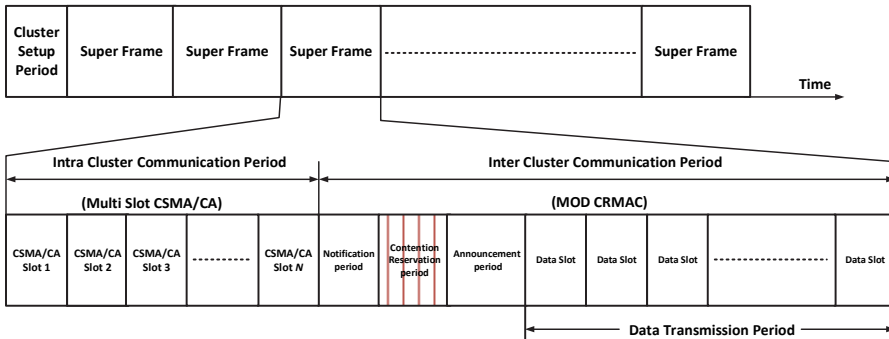 Cluster
Setup
Period
Super Frame
Super Frame
Super Frame
Super Frame
Time
Intra Cluster Communication Period
Inter Cluster Communication Period
(Multi Slot CSMA/CA)
(MOD CRMAC)
CSMA/CA
Slot 1
CSMA/CA
Slot 2
CSMA/CA
Slot 3
CSMA/CA
Slot N
Notification
period
Contention
Reservation
period
Announcement
period
Data Slot
Data Slot
Data Slot
Data Slot
Data Transmission Period